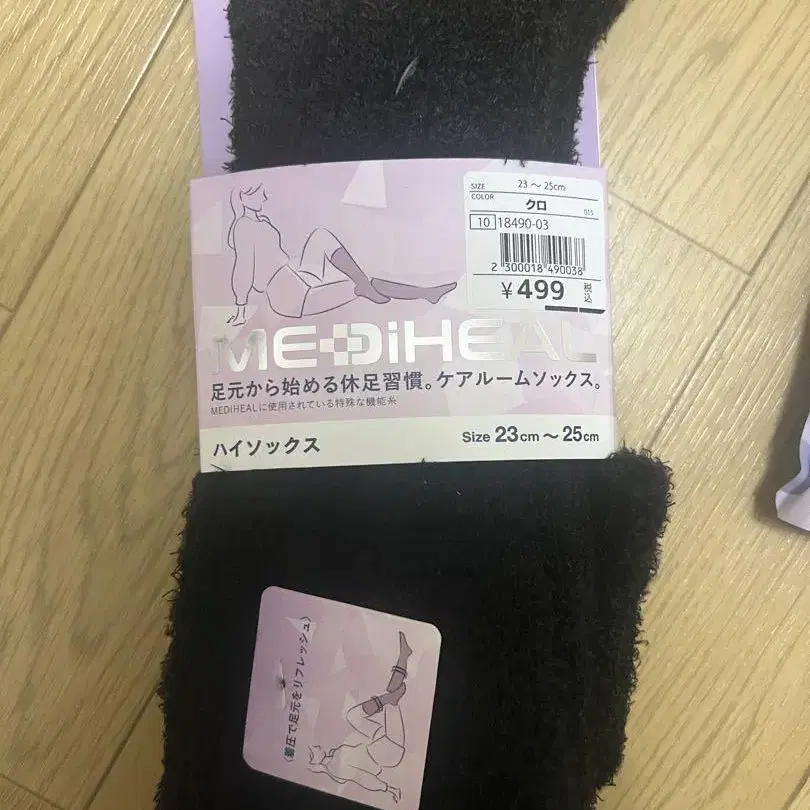 SIZE 23 ～ 25cm
COLOR クロ
015
10 18490-03
2 300018 490038
¥499 税込
MEDiHEAL
足元から始める休足習慣。ケアルームソックス。
MEDIHEALに使用されている特殊な機能糸
ハイソックス Size 23cm ～ 25cm
〈着圧で足元をリフレッシュ〉